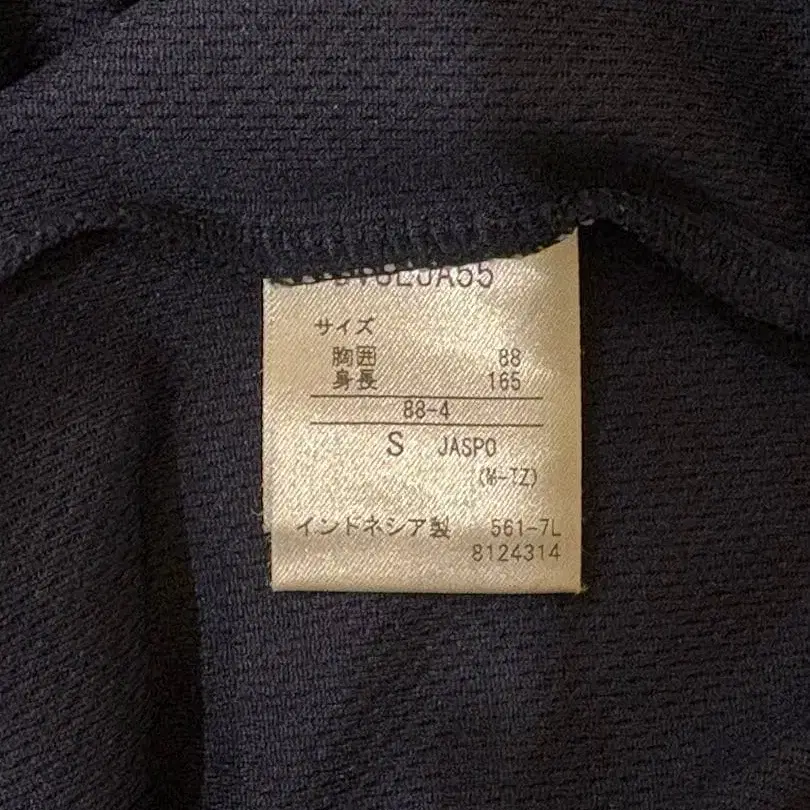 サイズ
胸囲 88
身長 165
88-4
S JASPO
(M-TZ)
インドネシア製 561-7L
8124314